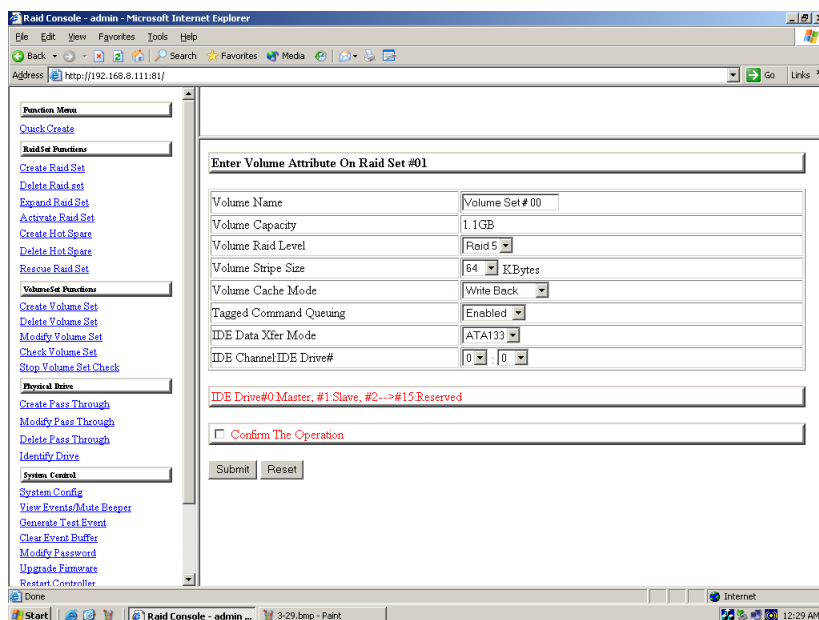 Raid Console - admin - Microsoft Internet Explorer
File Edit View Favorites Tools Help
Back Search Favorites Media
Address http://192.168.8.111:81/ Go Links
Function Menu
Quick Create
RaidSet Functions
Create Raid Set
Delete Raid set
Expand Raid Set
Activate Raid Set
Create Hot Spare
Delete Hot Spare
Rescue Raid Set
VolumeSet Functions
Create Volume Set
Delete Volume Set
Modify Volume Set
Check Volume Set
Stop Volume Set Check
Physical Drive
Create Pass Through
Modify Pass Through
Delete Pass Through
Identify Drive
System Control
System Config
View Events/Mute Beeper
Generate Test Event
Clear Event Buffer
Modify Password
Upgrade Firmware
Restart Controller
Enter Volume Attribute On Raid Set #01
Volume Name Volume Set # 00
Volume Capacity 1.1GB
Volume Raid Level Raid 5
Volume Stripe Size 64 KBytes
Volume Cache Mode Write Back
Tagged Command Queuing Enabled
IDE Data Xfer Mode ATA133
IDE Channel:IDE Drive# 0 : 0
IDE Drive#0:Master, #1:Slave, #2-->#15:Reserved
Confirm The Operation
Submit Reset
Done Internet
Start Raid Console - admin ... 3-29.bmp - Paint 12:29 AM